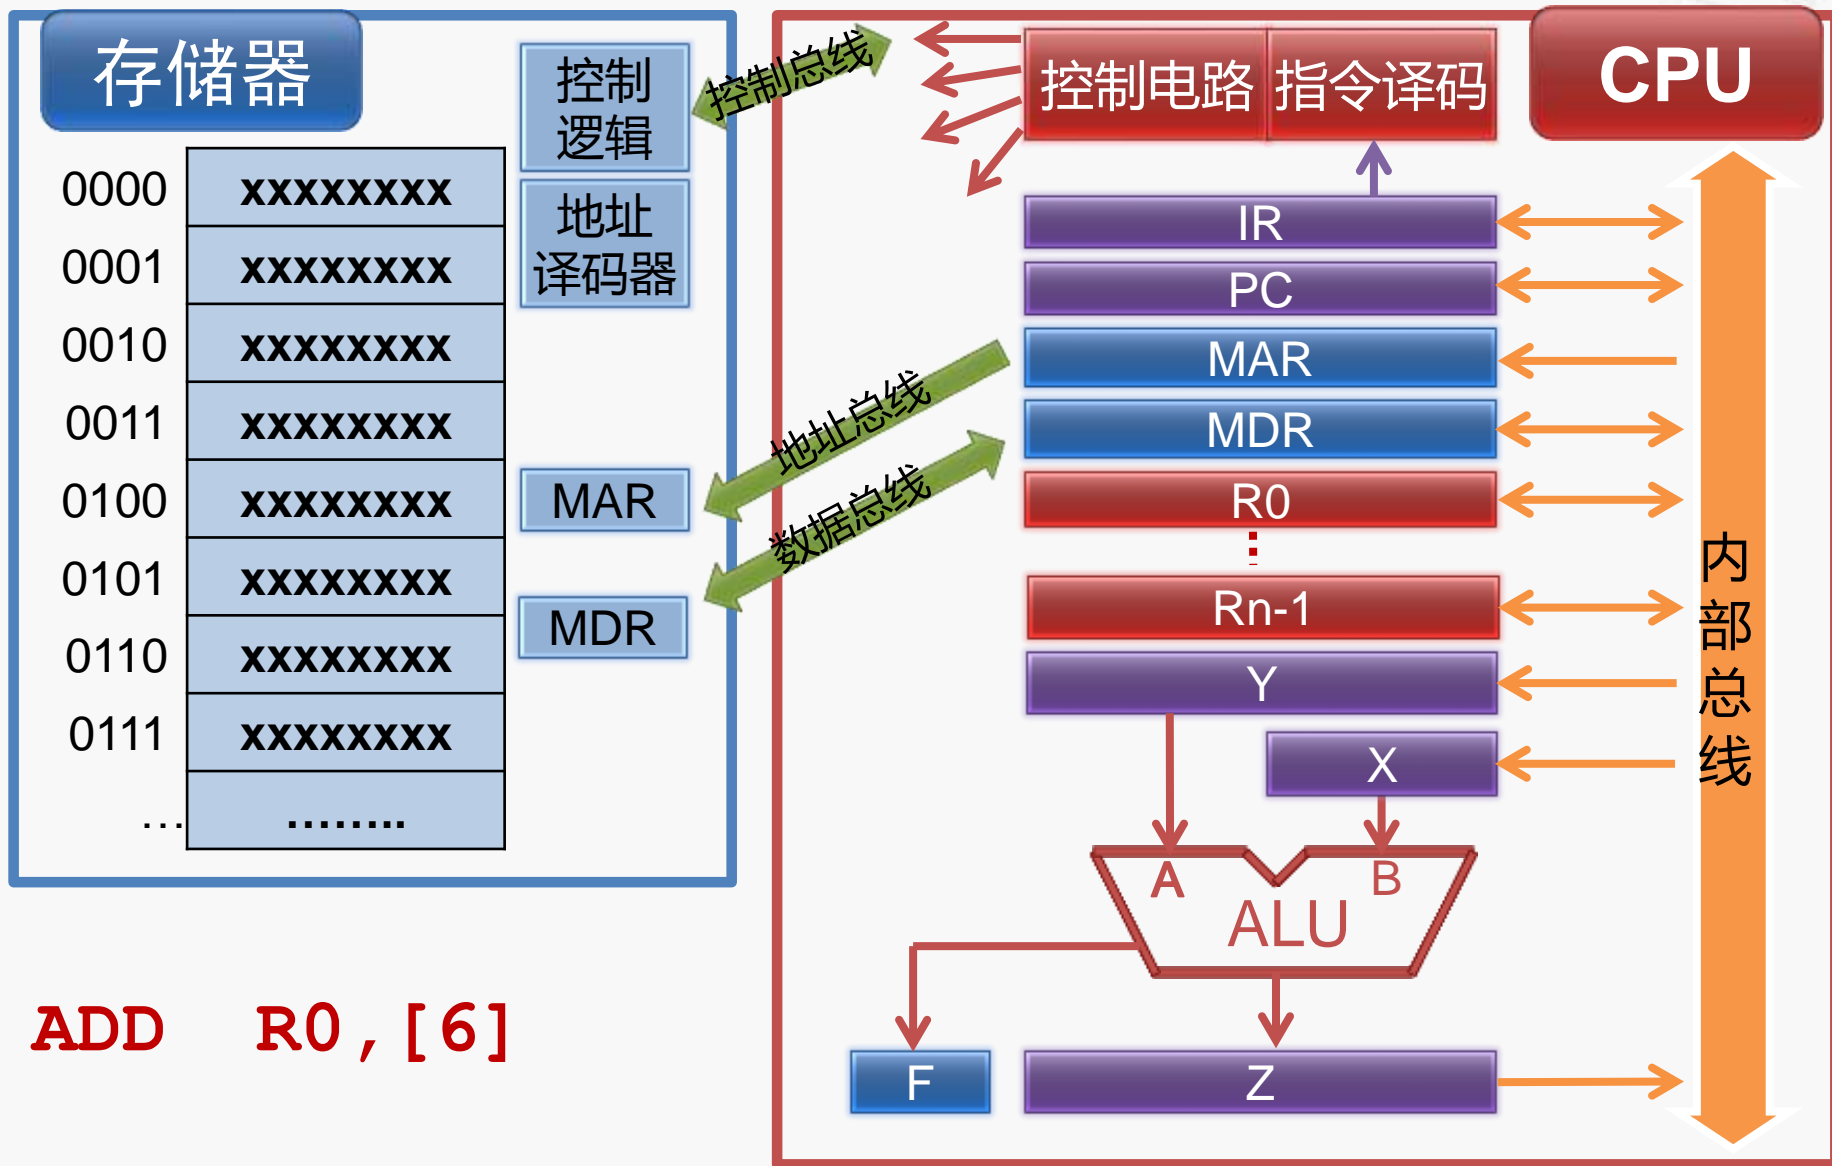 存储器
控制
逻辑
地址
译码器
0000 xxxxxxxx
0001 xxxxxxxx
0010 xxxxxxxx
0011 xxxxxxxx
0100 xxxxxxxx
0101 xxxxxxxx
0110 xxxxxxxx
0111 xxxxxxxx
… ……..
MAR
MDR
控制总线
地址总线
数据总线
CPU
控制电路 指令译码
IR
PC
MAR
MDR
R0
Rn-1
Y
X
A B
ALU
F
Z
内
部
总
线
ADD R0,[6]